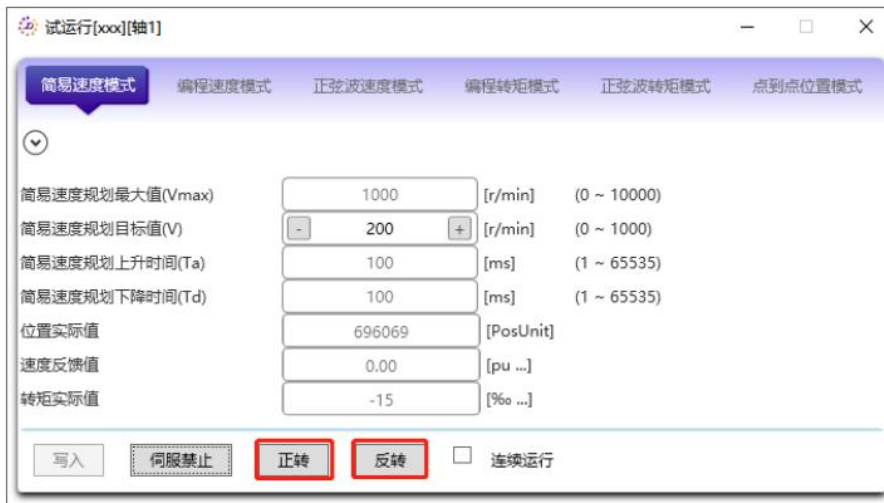 试运行[xxx][轴1]
简易速度模式 编程速度模式 正弦波速度模式 编程转矩模式 正弦波转矩模式 点到点位置模式
简易速度规划最大值(Vmax) 1000 [r/min] (0 ~ 10000)
简易速度规划目标值(V) - 200 + [r/min] (0 ~ 1000)
简易速度规划上升时间(Ta) 100 [ms] (1 ~ 65535)
简易速度规划下降时间(Td) 100 [ms] (1 ~ 65535)
位置实际值 696069 [PosUnit]
速度反馈值 0.00 [pu ...]
转矩实际值 -15 [‰ ...]
写入 伺服禁止 正转 反转 连续运行